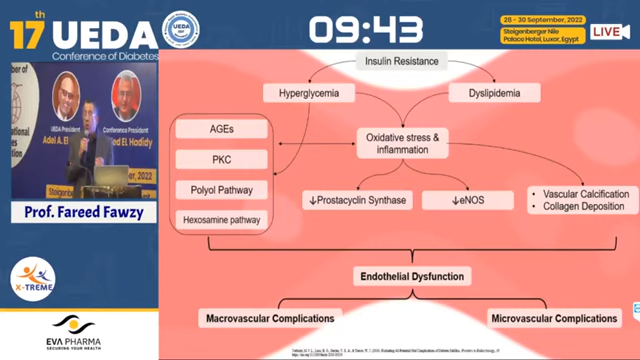 17th UEDA
Conference of Diabetes
09:43
28 - 30 September, 2022
Steigenberger Nile
Palace Hotel, Luxor, Egypt
LIVE
UEDA President
Adel A. El
Conference President
ed EL Hadidy
Prof. Fareed Fawzy
X-TREME
EVA PHARMA
SECURING YOUR HEALTH
Insulin Resistance
Hyperglycemia
Dyslipidemia
AGEs
PKC
Polyol Pathway
Hexosamine pathway
Oxidative stress &
inflammation
↓Prostacyclin Synthase
↓eNOS
• Vascular Calcification
• Collagen Deposition
Endothelial Dysfunction
Macrovascular Complications
Microvascular Complications